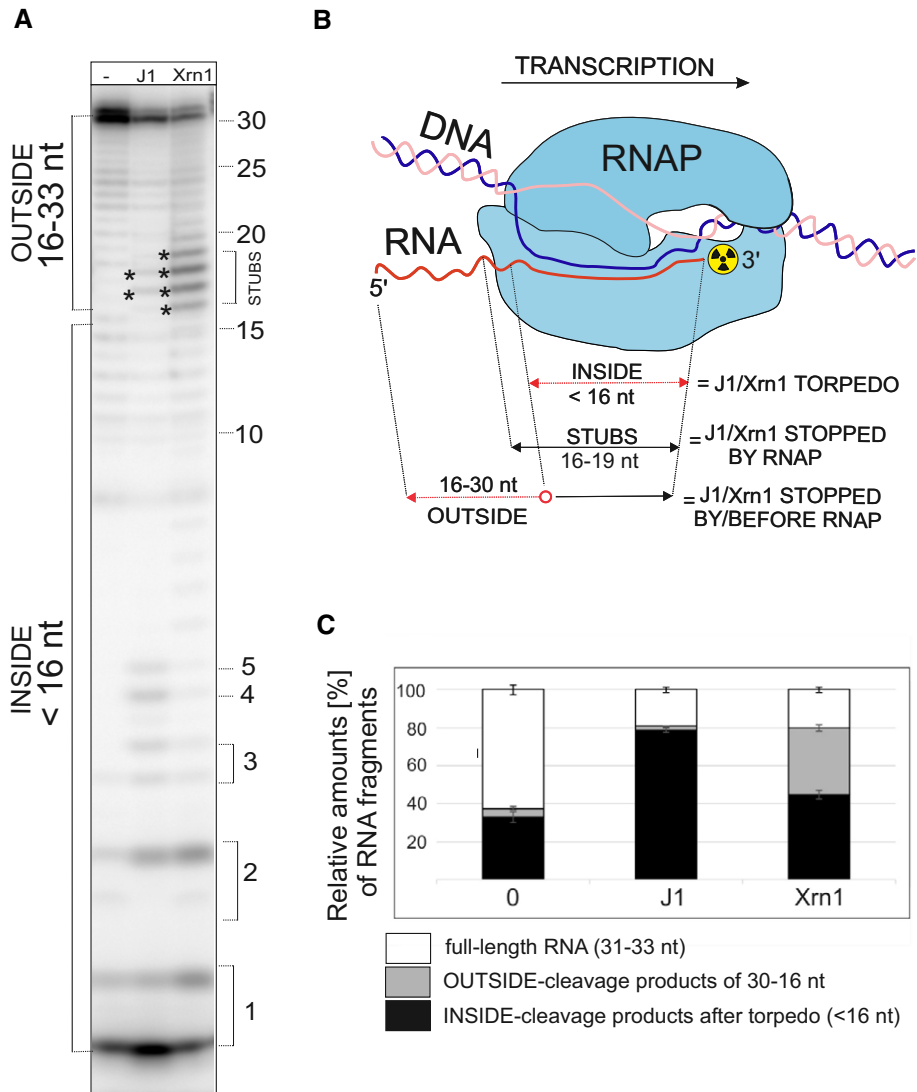 A
- J1 Xrn1
OUTSIDE
16-33 nt
INSIDE
< 16 nt
30
25
20
STUBS
15
10
5
4
3
2
1
*
*
*
*
*
*
B
TRANSCRIPTION
DNA
RNAP
RNA
5'
3'
INSIDE
< 16 nt
= J1/Xrn1 TORPEDO
STUBS
16-19 nt
= J1/Xrn1 STOPPED
BY RNAP
16-30 nt
OUTSIDE
= J1/Xrn1 STOPPED
BY/BEFORE RNAP
C
Relative amounts [%]
of RNA fragments
100
80
60
40
20
0 J1 Xrn1
full-length RNA (31-33 nt)
OUTSIDE-cleavage products of 30-16 nt
INSIDE-cleavage products after torpedo (<16 nt)